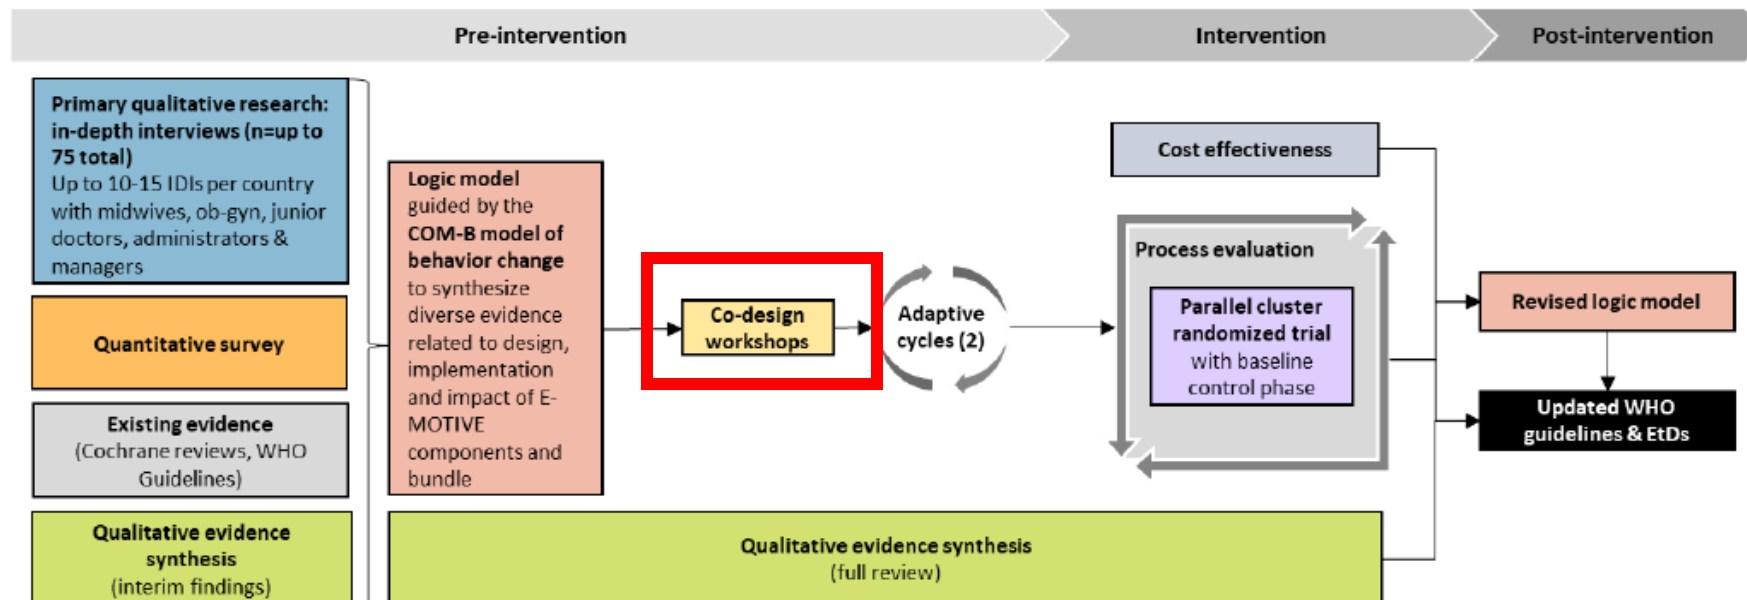 Pre-intervention
Intervention
Post-intervention
Primary qualitative research:
in-depth interviews (n=up to
75 total)
Up to 10-15 IDIs per country
with midwives, ob-gyn, junior
doctors, administrators &
managers
Quantitative survey
Existing evidence
(Cochrane reviews, WHO
Guidelines)
Qualitative evidence
synthesis
(interim findings)
Logic model
guided by the
COM-B model of
behavior change
to synthesize
diverse evidence
related to design,
implementation
and impact of E-
MOTIVE
components and
bundle
Co-design
workshops
Adaptive
cycles (2)
Cost effectiveness
Process evaluation
Parallel cluster
randomized trial
with baseline
control phase
Qualitative evidence synthesis
(full review)
Revised logic model
Updated WHO
guidelines & EtDs